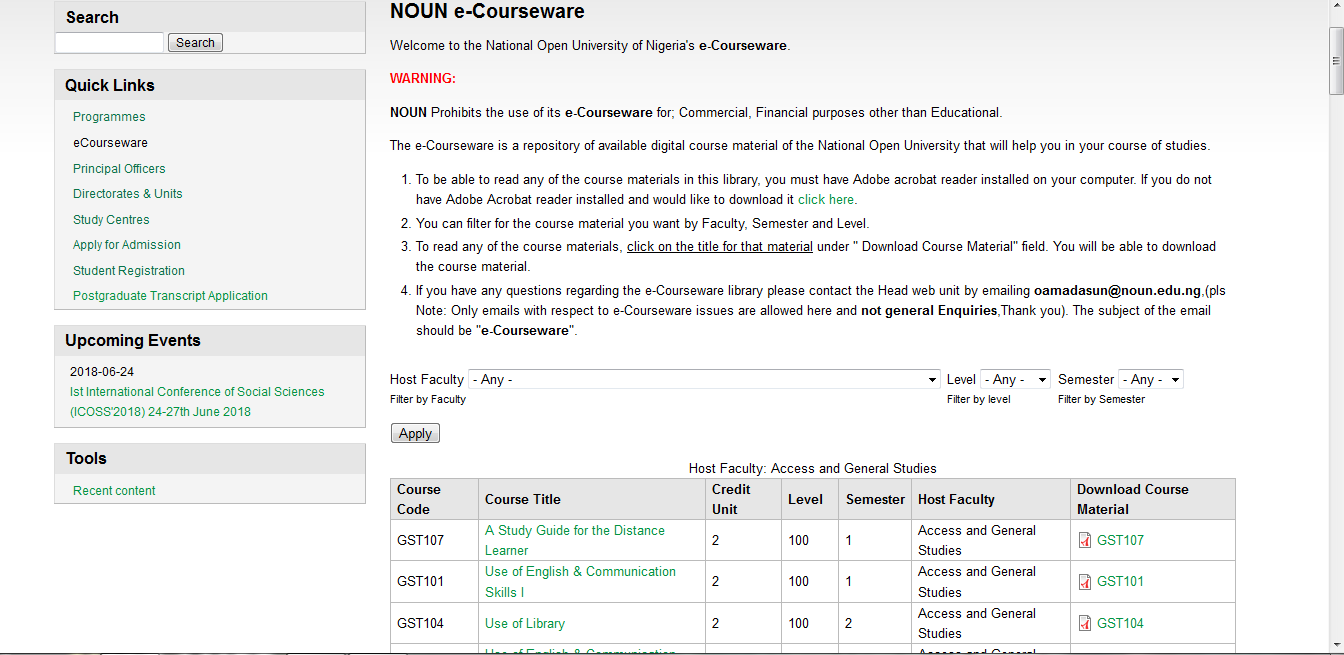 Search
Search
Quick Links
Programmes
eCourseware
Principal Officers
Directorates & Units
Study Centres
Apply for Admission
Student Registration
Postgraduate Transcript Application
Upcoming Events
2018-06-24
Ist International Conference of Social Sciences
(ICOSS'2018) 24-27th June 2018
Tools
Recent content
NOUN e-Courseware
Welcome to the National Open University of Nigeria's e-Courseware.
WARNING:
NOUN Prohibits the use of its e-Courseware for; Commercial, Financial purposes other than Educational.
The e-Courseware is a repository of available digital course material of the National Open University that will help you in your course of studies.
1. To be able to read any of the course materials in this library, you must have Adobe acrobat reader installed on your computer. If you do not
have Adobe Acrobat reader installed and would like to download it click here.
2. You can filter for the course material you want by Faculty, Semester and Level.
3. To read any of the course materials, click on the title for that material under " Download Course Material" field. You will be able to download
the course material.
4. If you have any questions regarding the e-Courseware library please contact the Head web unit by emailing oamadasun@noun.edu.ng,(pls
Note: Only emails with respect to e-Courseware issues are allowed here and not general Enquiries,Thank you). The subject of the email
should be "e-Courseware".
Host Faculty - Any - Level - Any - Semester - Any -
Filter by Faculty Filter by level Filter by Semester
Apply
Host Faculty: Access and General Studies
Course Code Course Title Credit Unit Level Semester Host Faculty Download Course Material
GST107 A Study Guide for the Distance Learner 2 100 1 Access and General Studies GST107
GST101 Use of English & Communication Skills I 2 100 1 Access and General Studies GST101
GST104 Use of Library 2 100 2 Access and General Studies GST104
Use of English & Communication Access and General